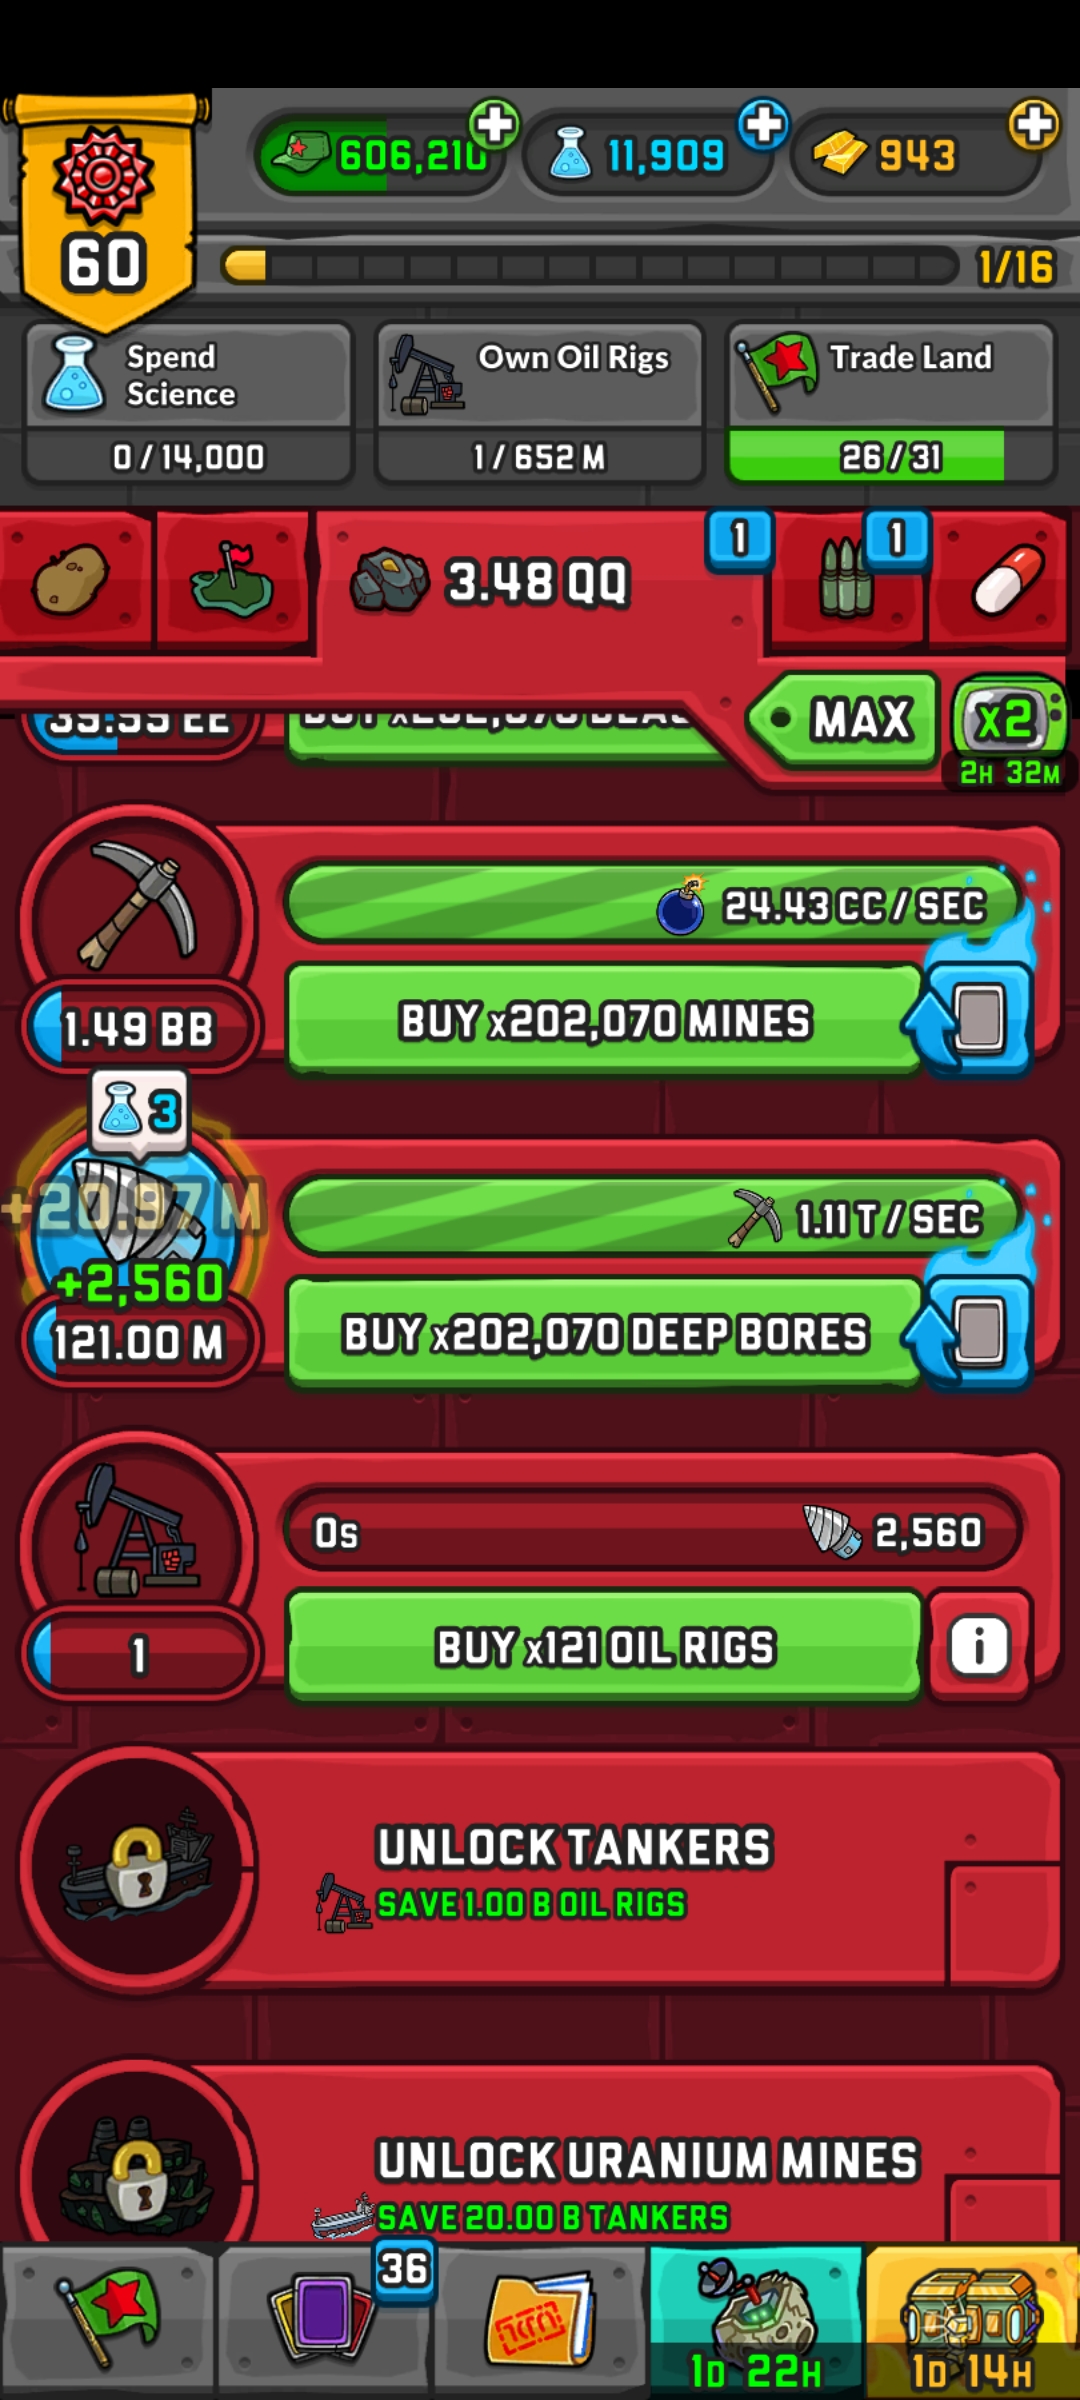 60
606,210
11,909
943
1/16
Spend
Science
0/14,000
Own Oil Rigs
1/652 M
Trade Land
26/31
3.48 QQ
1
1
MAX
x2
2H 32M
24.43 CC / SEC
BUY x202,070 MINES
1.49 BB
3
+20.97 M
+2,560
121.00 M
1.11 T / SEC
BUY x202,070 DEEP BORES
0s
2,560
BUY x121 OIL RIGS
i
1
UNLOCK TANKERS
SAVE 1.00 B OIL RIGS
UNLOCK URANIUM MINES
SAVE 20.00 B TANKERS
36
1D 22H
1D 14H